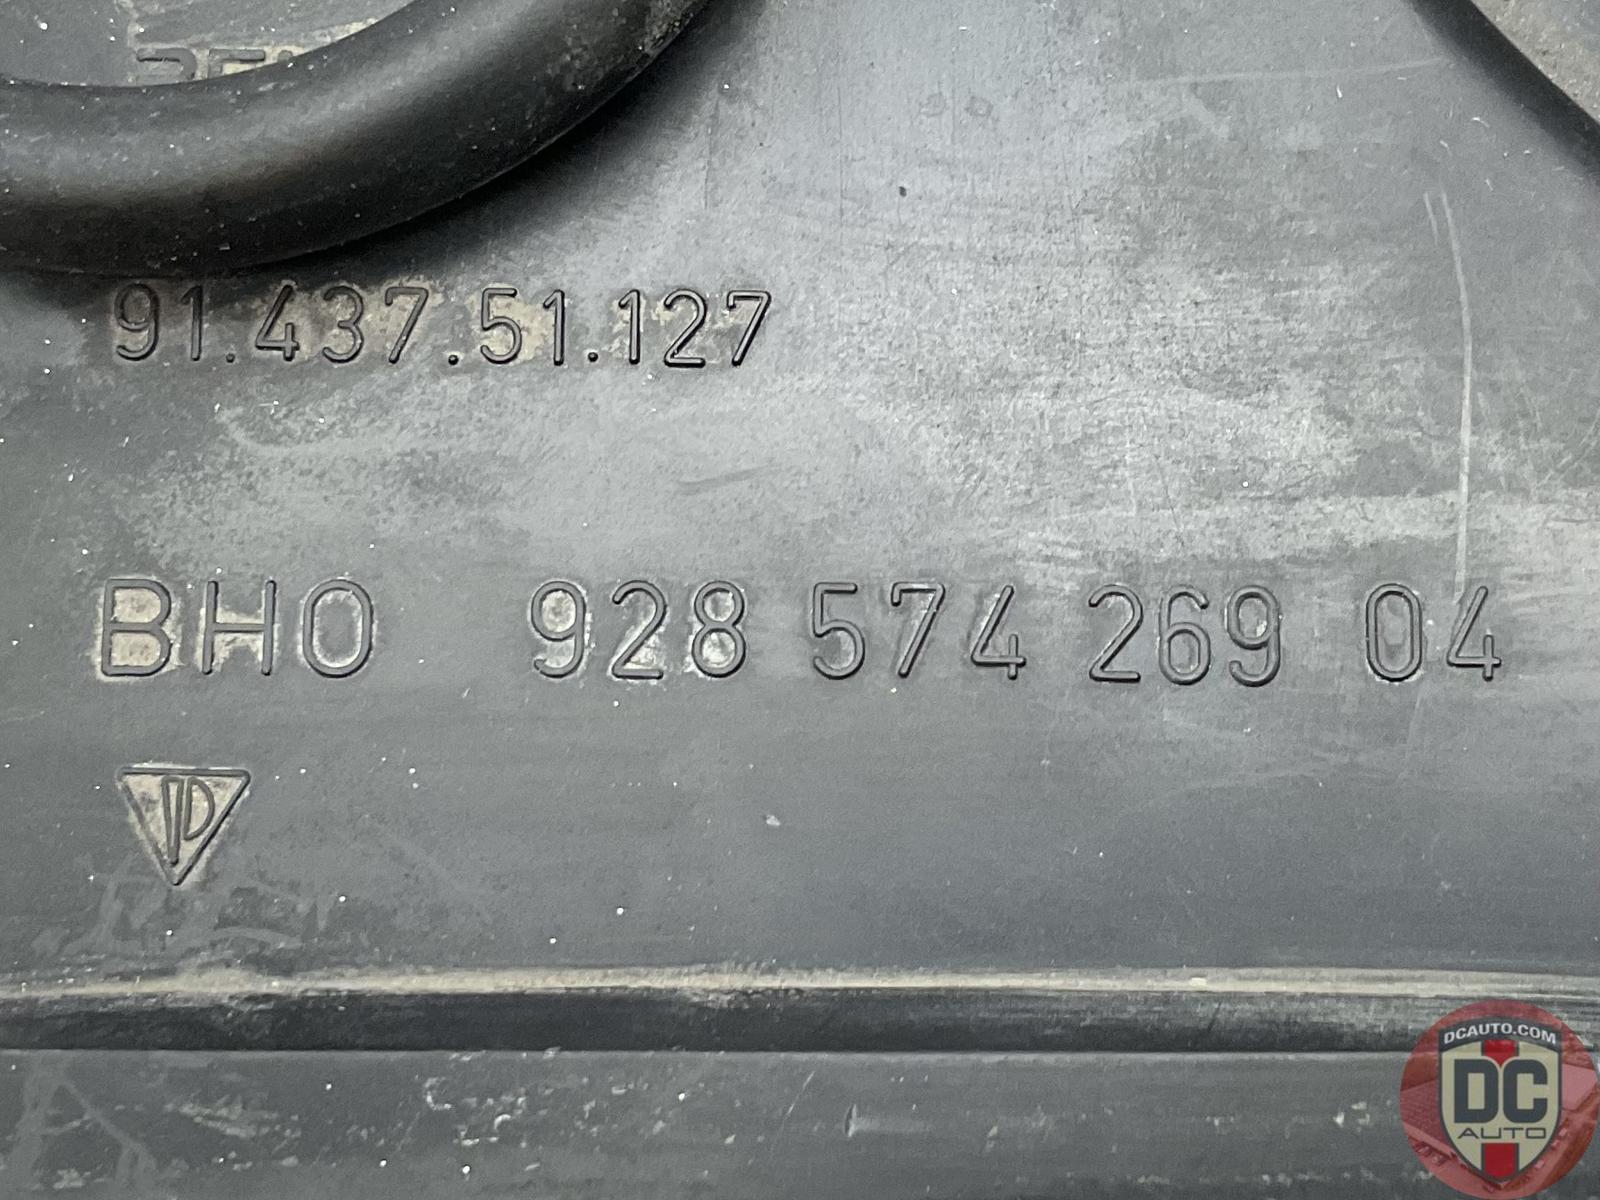 91.437.51.127
BHO 928 574 269 04
DCAUTO.COM
DC
AUTO